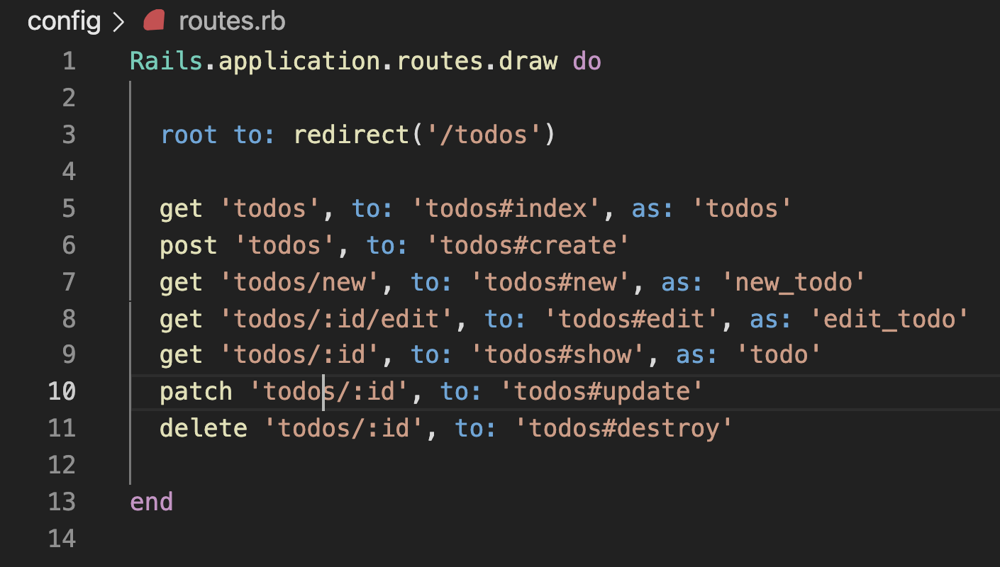 config > routes.rb
1 Rails.application.routes.draw do
2
3 root to: redirect('/todos')
4
5 get 'todos', to: 'todos#index', as: 'todos'
6 post 'todos', to: 'todos#create'
7 get 'todos/new', to: 'todos#new', as: 'new_todo'
8 get 'todos/:id/edit', to: 'todos#edit', as: 'edit_todo'
9 get 'todos/:id', to: 'todos#show', as: 'todo'
10 patch 'todos/:id', to: 'todos#update'
11 delete 'todos/:id', to: 'todos#destroy'
12
13 end
14